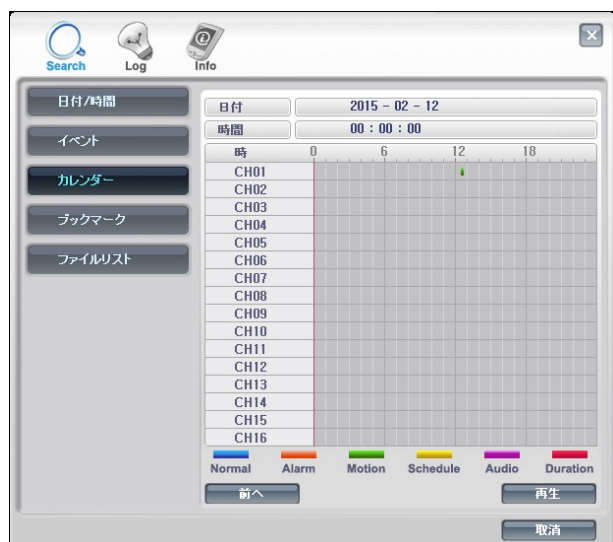 Search Log Info
日付/時間
イベント
カレンダー
ブックマーク
ファイルリスト
日付 2015 - 02 - 12
時間 00 : 00 : 00
時 0 6 12 18
CH01
CH02
CH03
CH04
CH05
CH06
CH07
CH08
CH09
CH10
CH11
CH12
CH13
CH14
CH15
CH16
Normal Alarm Motion Schedule Audio Duration
前へ 再生
取消